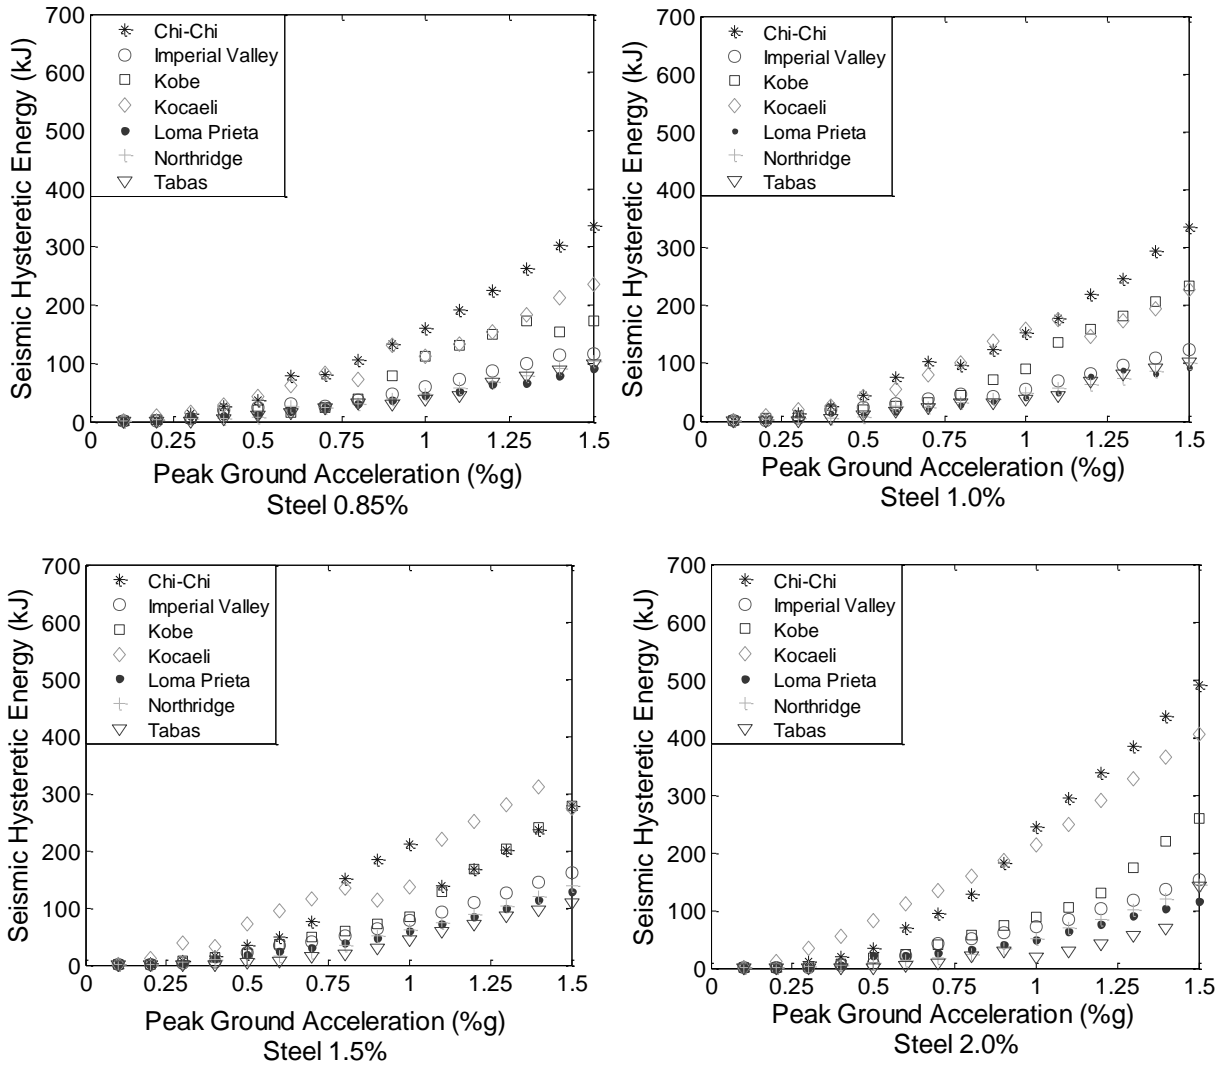 Seismic Hysteretic Energy (kJ)
700
600
500
400
300
200
100
0
Chi-Chi
Imperial Valley
Kobe
Kocaeli
Loma Prieta
Northridge
Tabas
0 0.25 0.5 0.75 1 1.25 1.5
Peak Ground Acceleration (%g)
Steel 0.85%
Seismic Hysteretic Energy (kJ)
700
600
500
400
300
200
100
0
Chi-Chi
Imperial Valley
Kobe
Kocaeli
Loma Prieta
Northridge
Tabas
0 0.25 0.5 0.75 1 1.25 1.5
Peak Ground Acceleration (%g)
Steel 1.0%
Seismic Hysteretic Energy (kJ)
700
600
500
400
300
200
100
0
Chi-Chi
Imperial Valley
Kobe
Kocaeli
Loma Prieta
Northridge
Tabas
0 0.25 0.5 0.75 1 1.25 1.5
Peak Ground Acceleration (%g)
Steel 1.5%
Seismic Hysteretic Energy (kJ)
700
600
500
400
300
200
100
0
Chi-Chi
Imperial Valley
Kobe
Kocaeli
Loma Prieta
Northridge
Tabas
0 0.25 0.5 0.75 1 1.25 1.5
Peak Ground Acceleration (%g)
Steel 2.0%